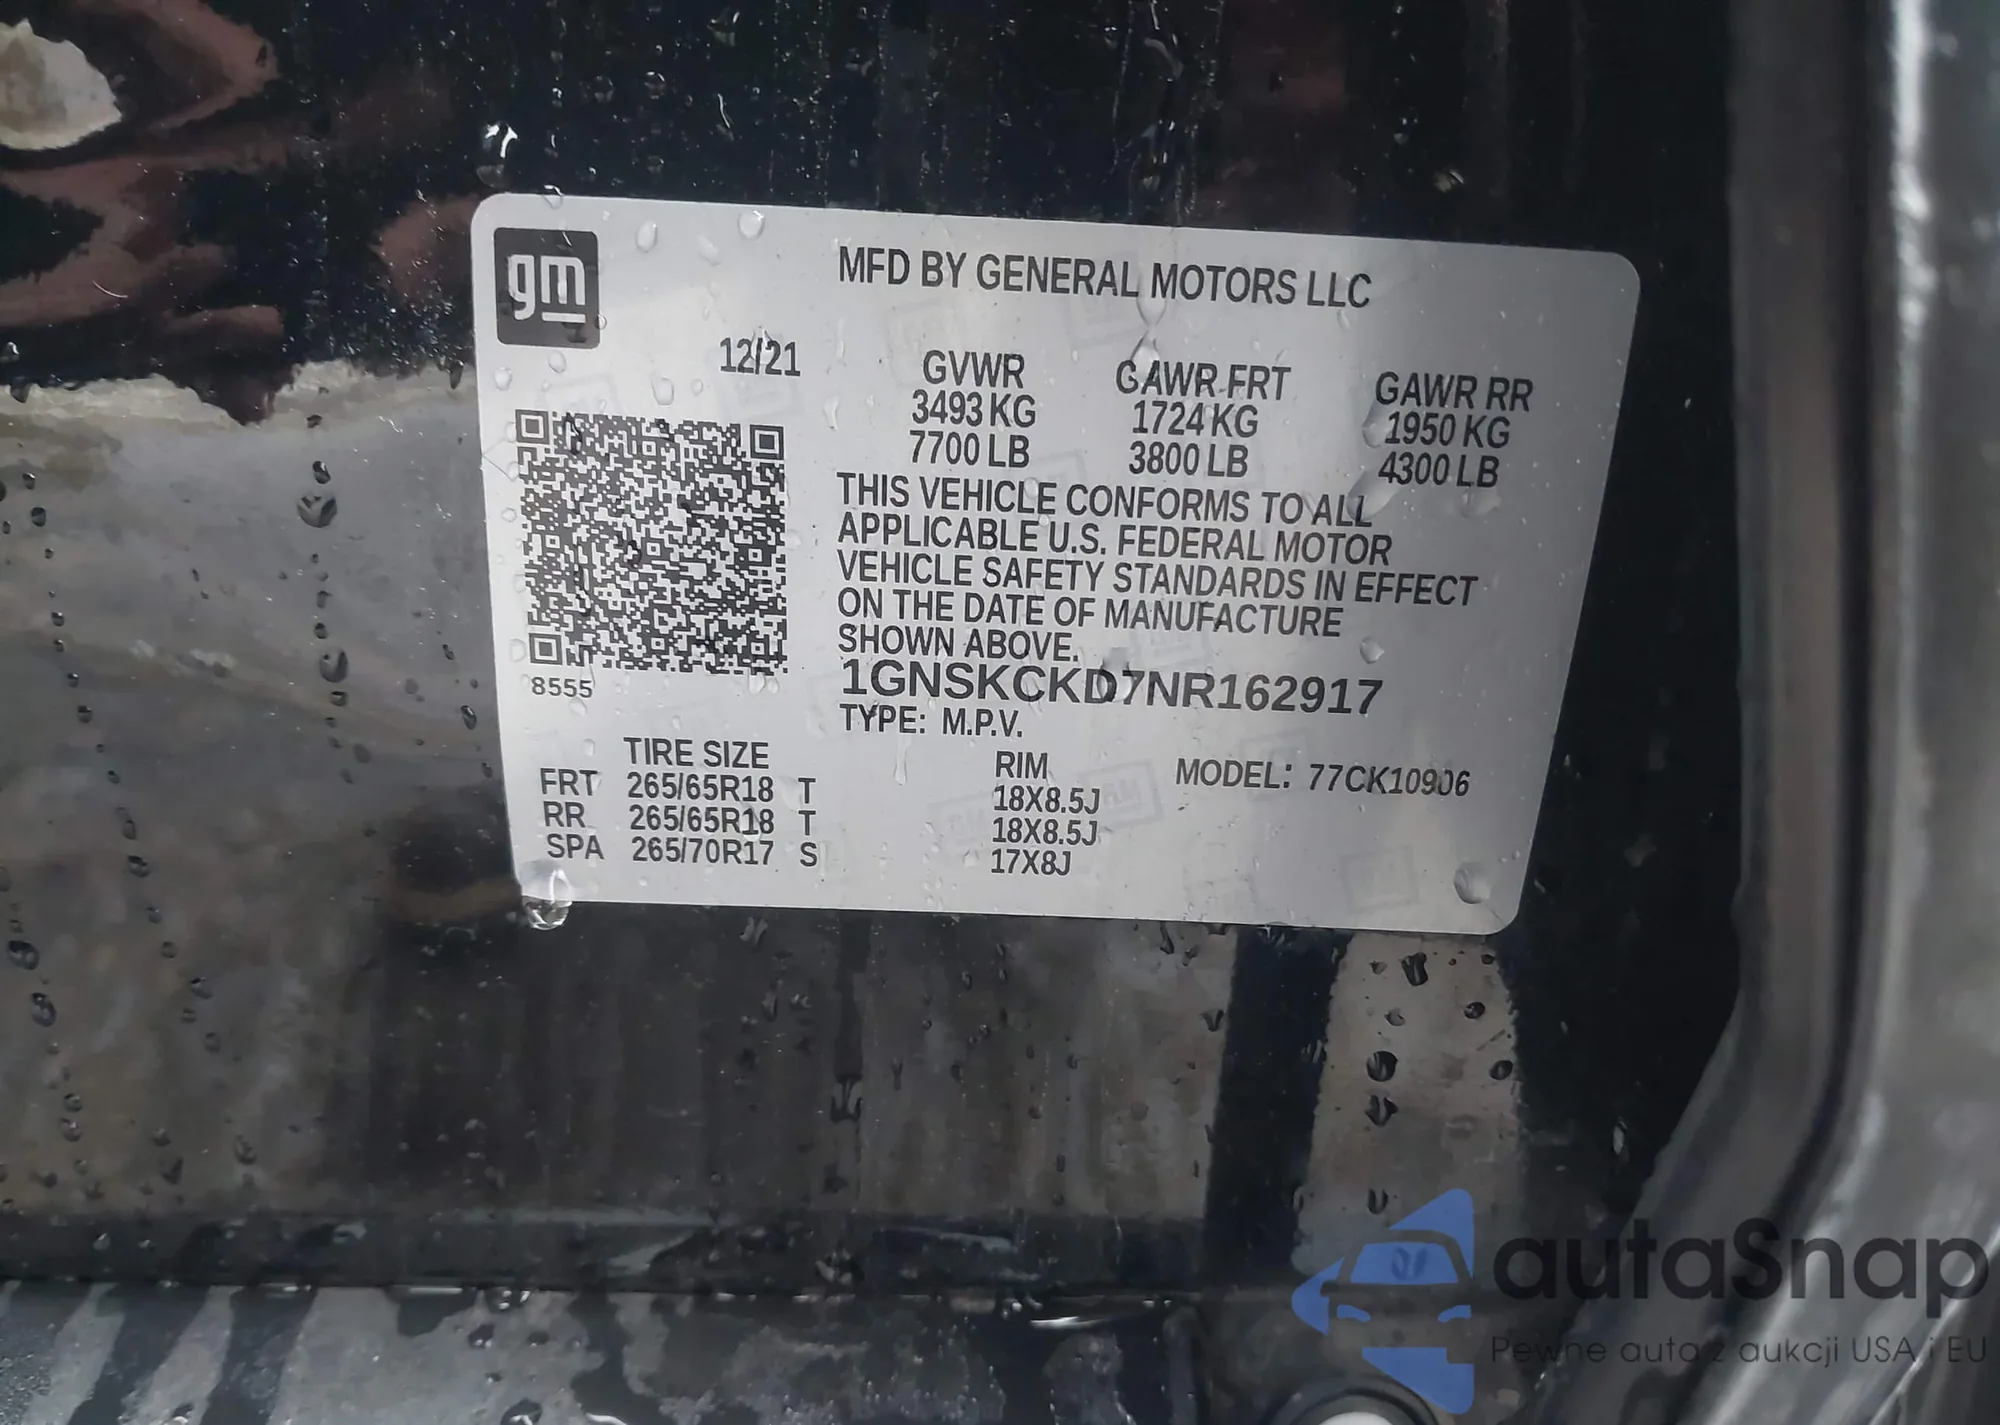 gm
MFD BY GENERAL MOTORS LLC
12/21
GVWR GAWR FRT GAWR RR
3493 KG 1724 KG 1950 KG
7700 LB 3800 LB 4300 LB
THIS VEHICLE CONFORMS TO ALL
APPLICABLE U.S. FEDERAL MOTOR
VEHICLE SAFETY STANDARDS IN EFFECT
ON THE DATE OF MANUFACTURE
SHOWN ABOVE.
8555
1GNSKCKD7NR162917
TYPE: M.P.V.
TIRE SIZE RIM MODEL: 77CK10906
FRT 265/65R18 T 18X8.5J
RR 265/65R18 T 18X8.5J
SPA 265/70R17 S 17X8J
autaSnap
Pewne auta z aukcji USA i EU